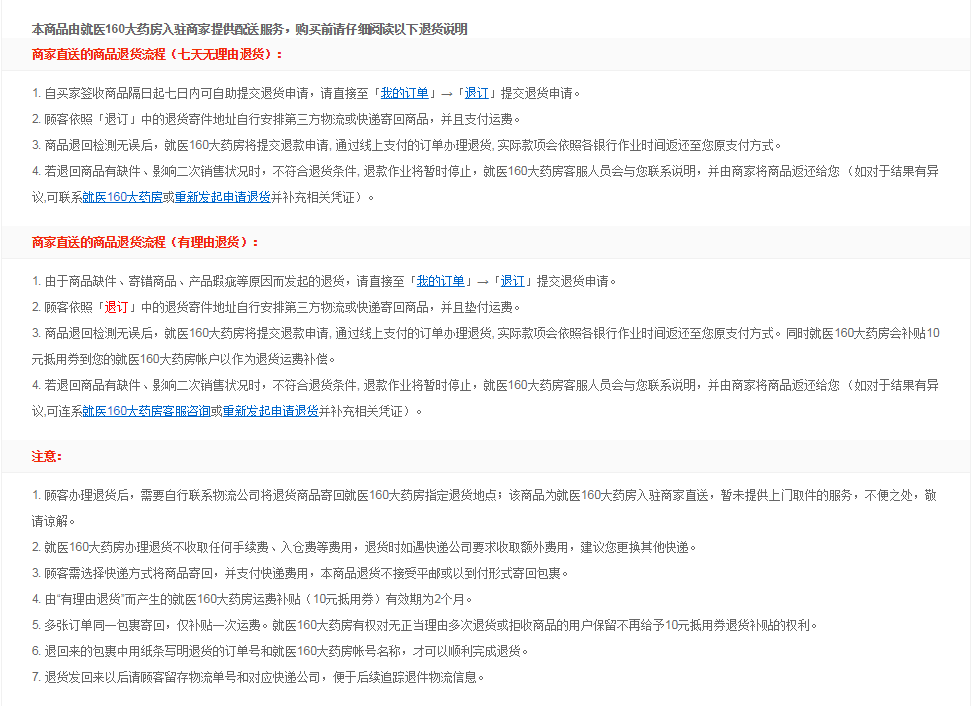 本商品由就医160大药房入驻商家提供配送服务，购买前请仔细阅读以下退货说明
商家直送的商品退货流程（七天无理由退货）：
1. 自买家签收商品隔日起七日内可自助提交退货申请，请直接至「我的订单」→「退订」提交退货申请。
2. 顾客依照「退订」中的退货寄件地址自行安排第三方物流或快递寄回商品，并且支付运费。
3. 商品退回检测无误后，就医160大药房将提交退款申请, 通过线上支付的订单办理退货, 实际款项会依照各银行作业时间返还至您原支付方式。
4. 若退回商品有缺件、影响二次销售状况时，不符合退货条件, 退款作业将暂时停止，就医160大药房客服人员会与您联系说明，并由商家将商品返还给您 （如对于结果有异
议,可联系就医160大药房或重新发起申请退货并补充相关凭证）。
商家直送的商品退货流程（有理由退货）：
1. 由于商品缺件、寄错商品、产品瑕疵等原因而发起的退货，请直接至「我的订单」→「退订」提交退货申请。
2. 顾客依照「退订」中的退货寄件地址自行安排第三方物流或快递寄回商品，并且垫付运费。
3. 商品退回检测无误后，就医160大药房将提交退款申请, 通过线上支付的订单办理退货, 实际款项会依照各银行作业时间返还至您原支付方式。同时就医160大药房会补贴10
元抵用券到您的就医160大药房帐户以作为退货运费补偿。
4. 若退回商品有缺件、影响二次销售状况时，不符合退货条件, 退款作业将暂时停止，就医160大药房客服人员会与您联系说明，并由商家将商品返还给您 （如对于结果有异
议,可连系就医160大药房客服咨询或重新发起申请退货并补充相关凭证）。
注意：
1. 顾客办理退货后，需要自行联系物流公司将退货商品寄回就医160大药房指定退货地点；该商品为就医160大药房入驻商家直送，暂未提供上门取件的服务，不便之处，敬
请谅解。
2. 就医160大药房办理退货不收取任何手续费、入仓费等费用，退货时如遇快递公司要求收取额外费用，建议您更换其他快递。
3. 顾客需选择快递方式将商品寄回，并支付快递费用，本商品退货不接受平邮或以到付形式寄回包裹。
4. 由“有理由退货”而产生的就医160大药房运费补贴（10元抵用券）有效期为2个月。
5. 多张订单同一包裹寄回，仅补贴一次运费。就医160大药房有权对无正当理由多次退货或拒收商品的用户保留不再给予10元抵用券退货补贴的权利。
6. 退回来的包裹中用纸条写明退货的订单号和就医160大药房帐号名称，才可以顺利完成退货。
7. 退货发回来以后请顾客留存物流单号和对应快递公司，便于后续追踪退件物流信息。